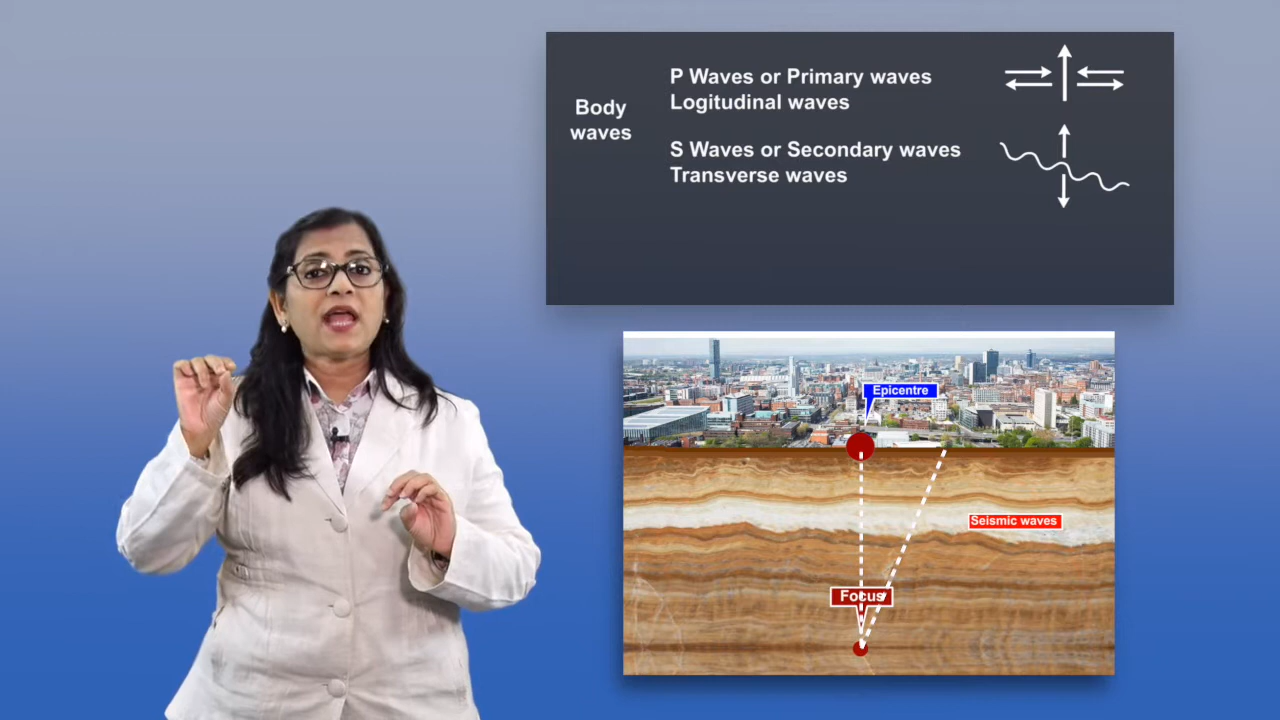 P Waves or Primary waves
Logitudinal waves
Body
waves
S Waves or Secondary waves
Transverse waves
Epicentre
Seismic waves
Focus